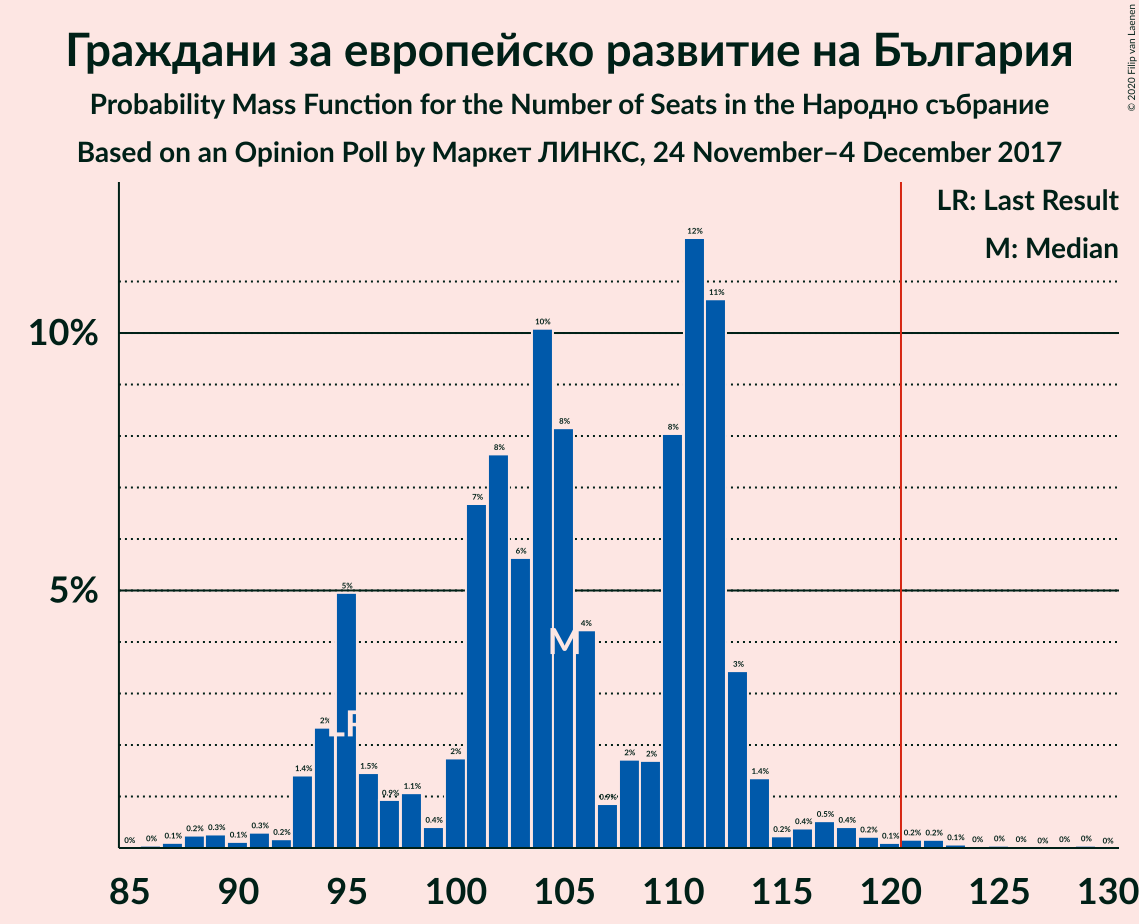 Граждани за европейско развитие на България
Probability Mass Function for the Number of Seats in the Народно събрание
Based on an Opinion Poll by Маркет ЛИНКС, 24 November–4 December 2017
© 2020 Filip van Laenen
LR: Last Result
M: Median
10%
5%
0% 0% 0.1% 0.2% 0.3% 0.1% 0.3% 0.2% 1.4% 2% 5% 1.5% 0.9% 1.1% 0.4% 2% 7% 8% 6% 10% 8% 4% 0.9% 2% 2% 8% 12% 11% 3% 1.4% 0.2% 0.4% 0.5% 0.4% 0.2% 0.1% 0.2% 0.2% 0.1% 0% 0% 0% 0% 0% 0% 0%
LR
M
85 90 95 100 105 110 115 120 125 130